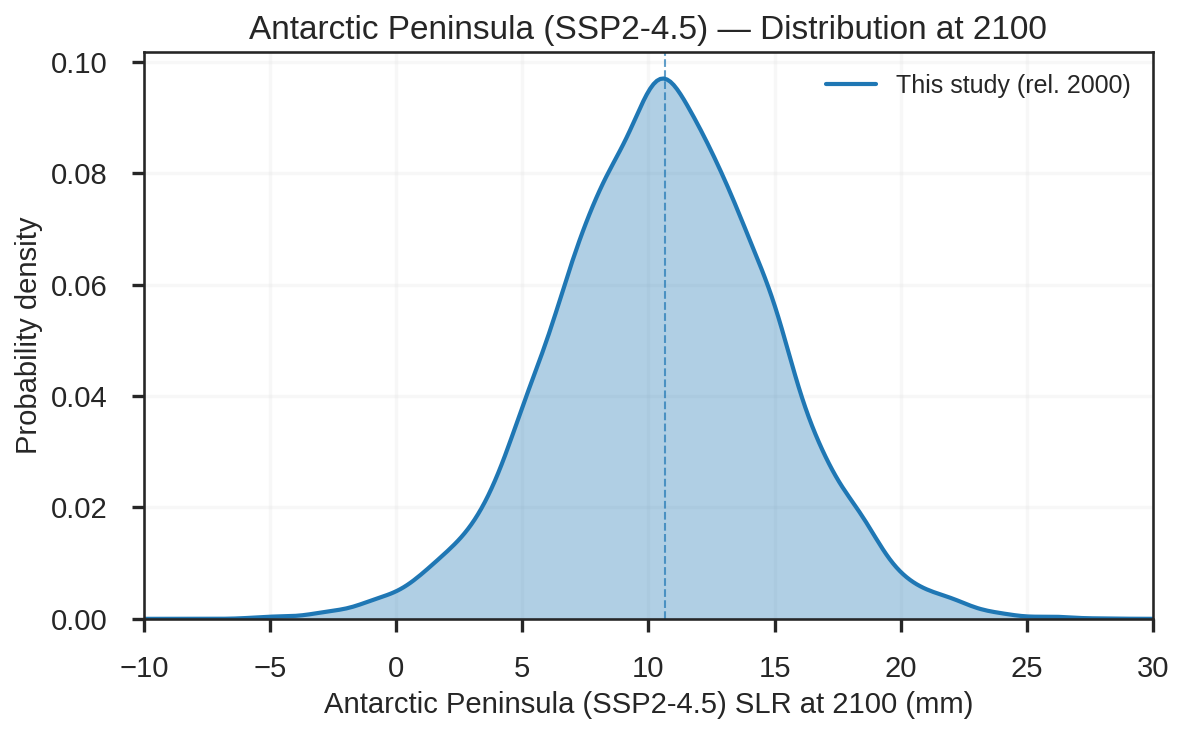 Antarctic Peninsula (SSP2-4.5) — Distribution at 2100
This study (rel. 2000)
Probability density
0.10
0.08
0.06
0.04
0.02
0.00
−10 −5 0 5 10 15 20 25 30
Antarctic Peninsula (SSP2-4.5) SLR at 2100 (mm)